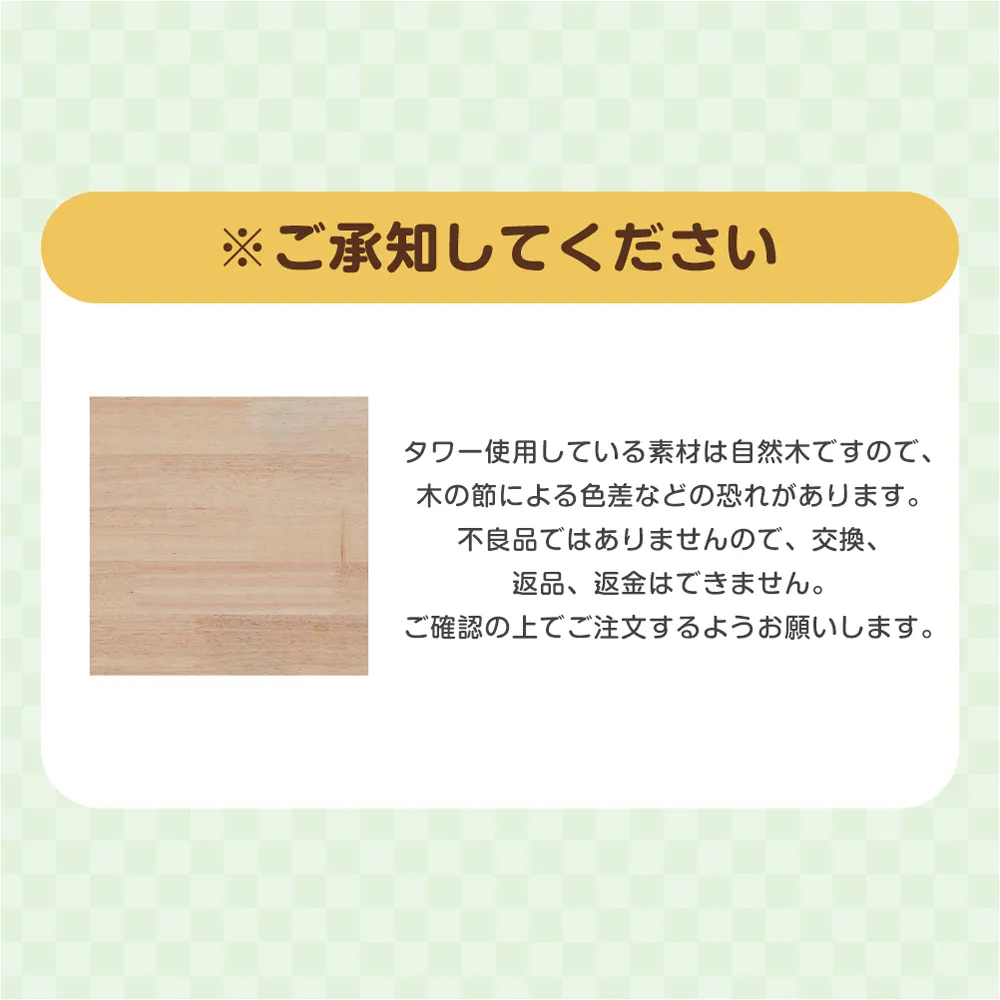 ※ご承知してください
タワー使用している素材は自然木ですので、
木の節による色差などの恐れがあります。
不良品ではありませんので、交換、
返品、返金はできません。
ご確認の上でご注文するようお願いします。